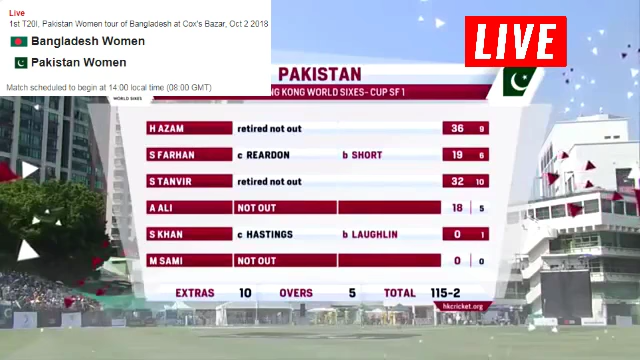 Live
1st T20I, Pakistan Women tour of Bangladesh at Cox's Bazar, Oct 2 2018
Bangladesh Women
Pakistan Women
Match scheduled to begin at 14:00 local time (08:00 GMT)
LIVE
PAKISTAN
WORLD SIXES
NG KONG WORLD SIXES- CUP SF 1
H AZAM retired not out 36 9
S FARHAN c REARDON b SHORT 19 6
S TANVIR retired not out 32 10
A ALI NOT OUT 18 5
S KHAN c HASTINGS b LAUGHLIN 0 1
M SAMI NOT OUT 0 0
EXTRAS 10 OVERS 5 TOTAL 115-2
hkcricket.org